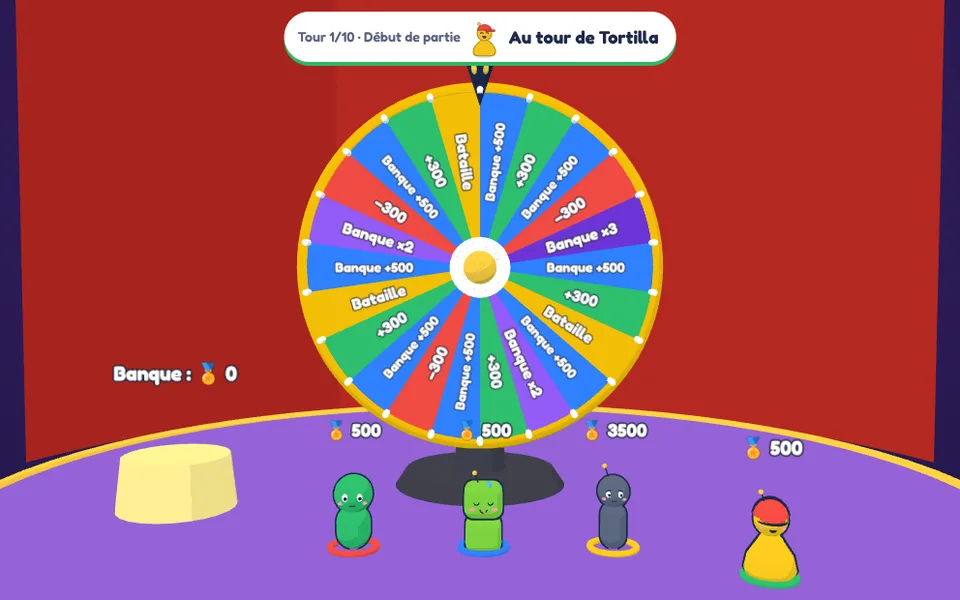 Tour 1/10 · Début de partie
Au tour de Tortilla
Banque +500
+300
Banque +500
−300
Banque x3
Banque +500
+300
Bataille
Banque +500
Banque x2
+300
Banque +500
−300
Banque +500
+300
Bataille
Banque +500
Banque x2
−300
Banque +500
+300
Bataille
Banque : 0
500
500
3500
500